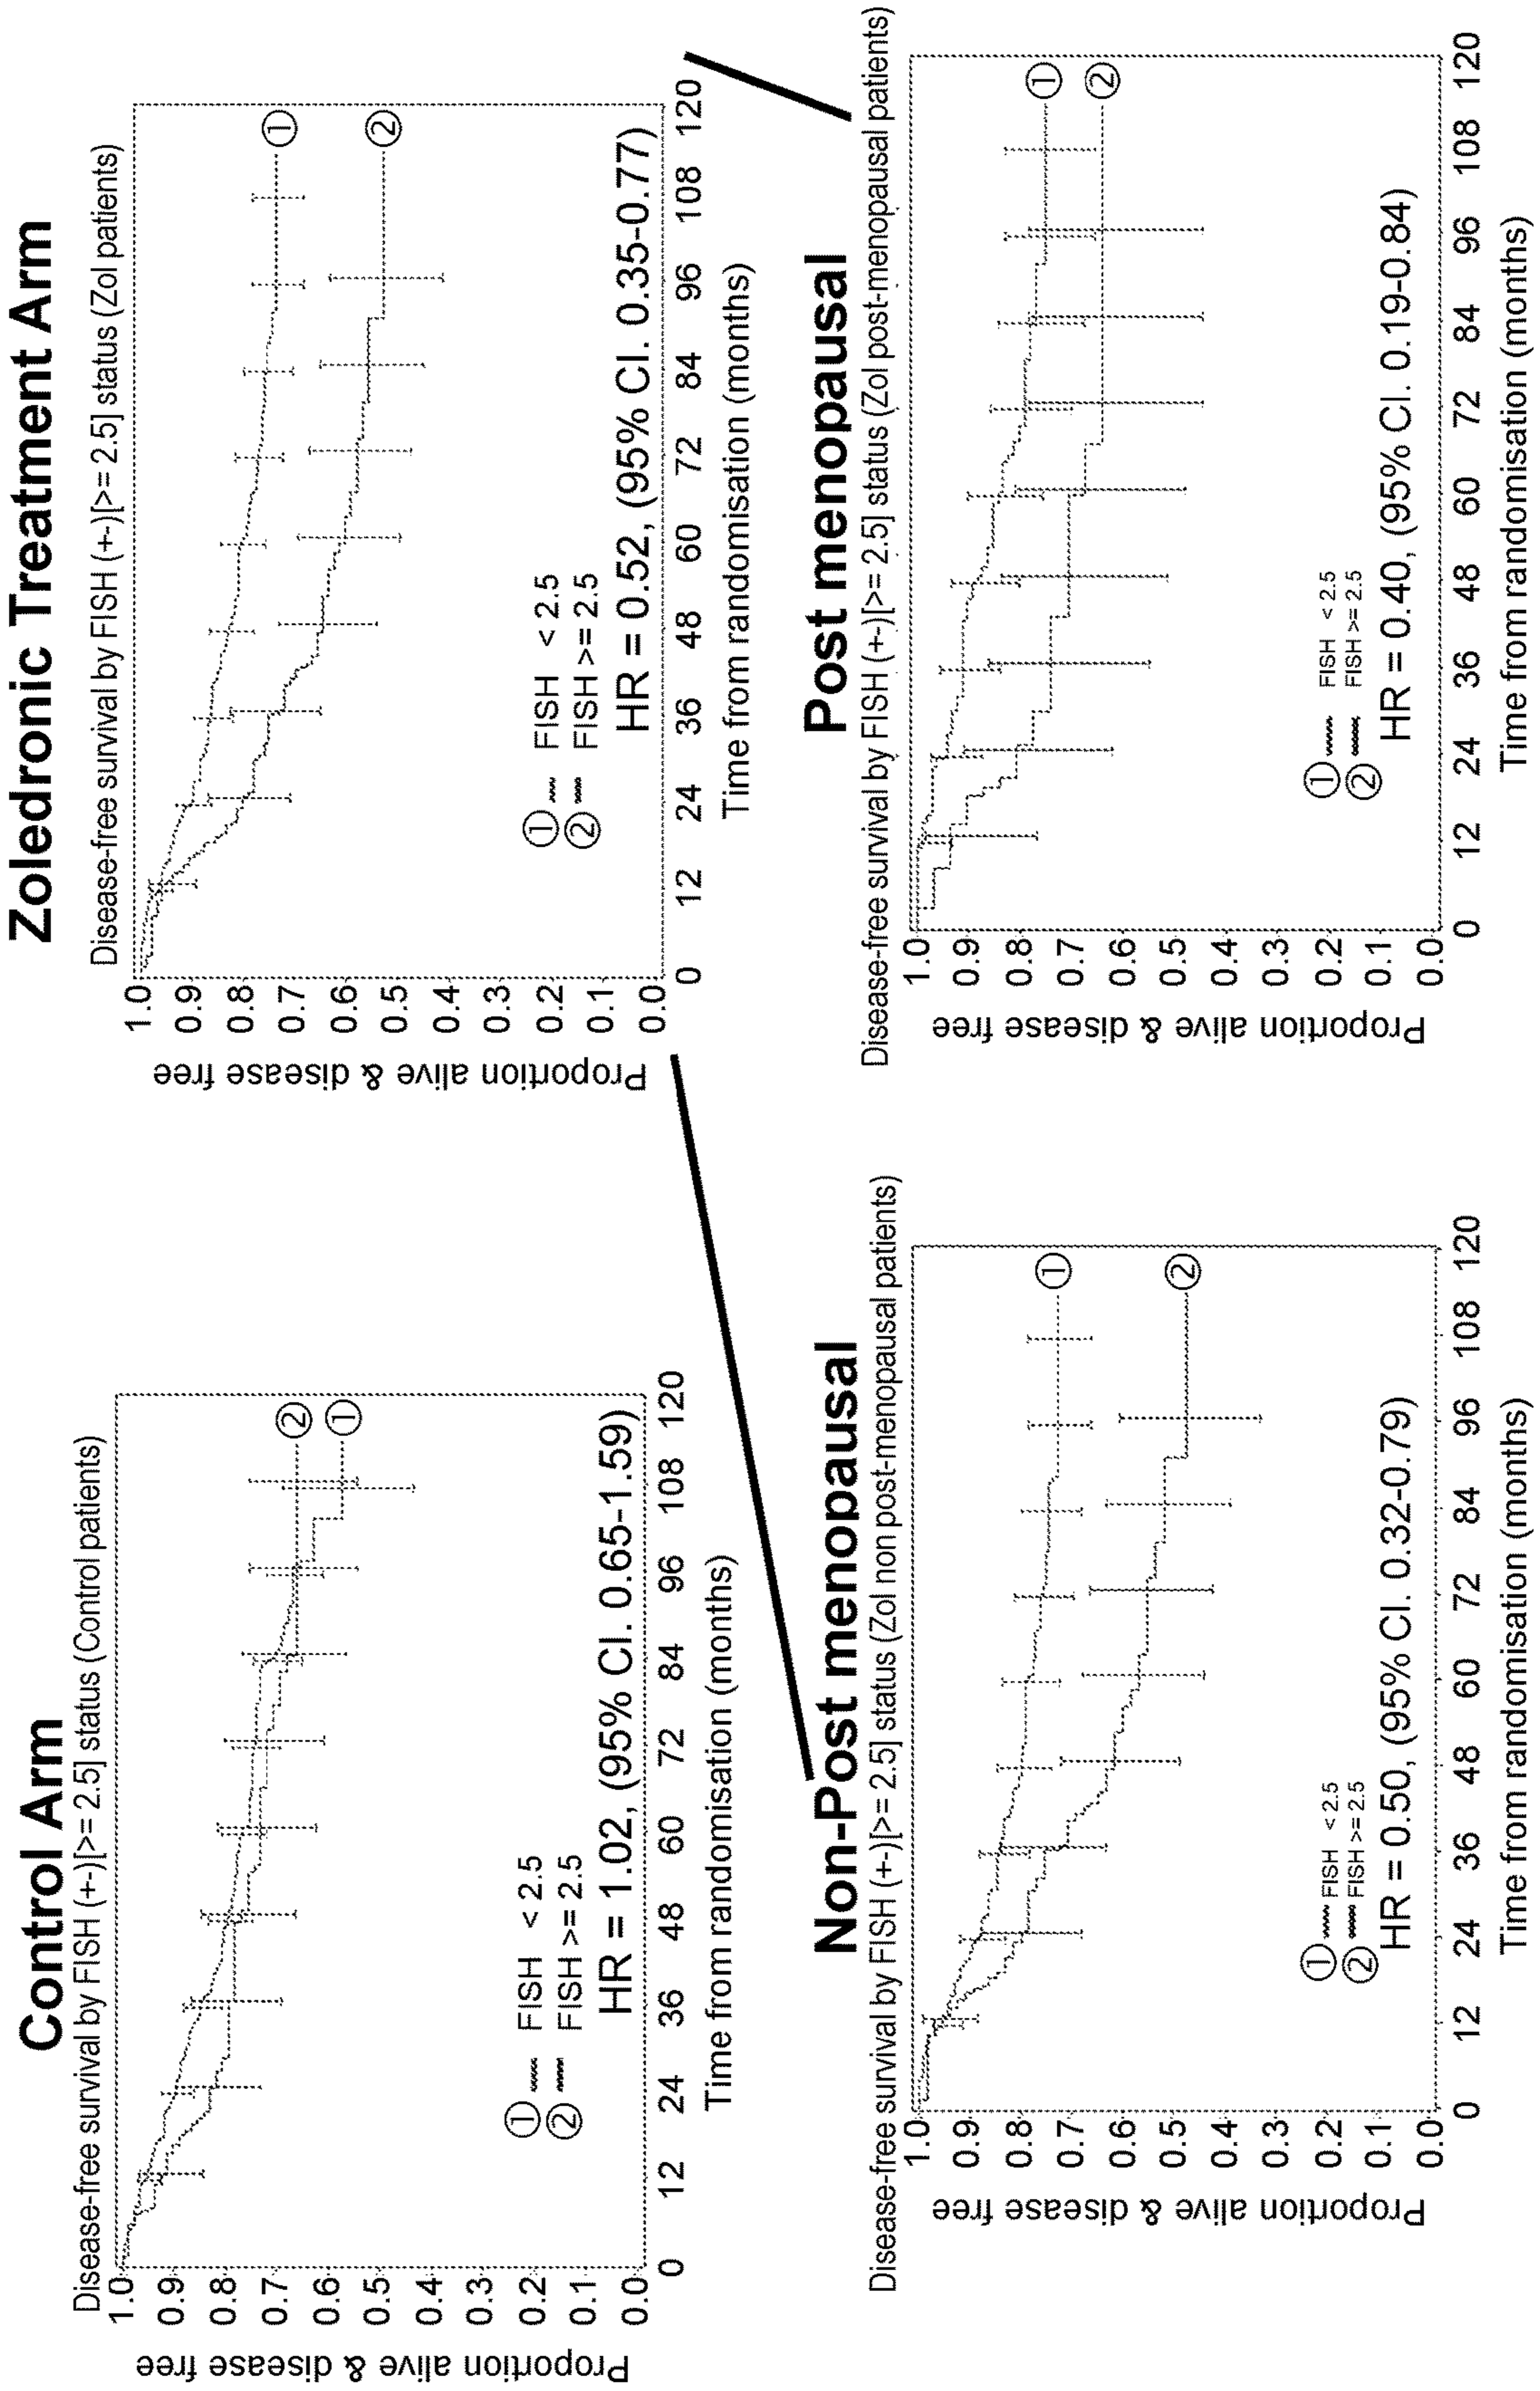 Control Arm
Disease-free survival by FISH (+-)[>= 2.5] status (Control patients)
Proportion alive & disease free
1.0
0.9
0.8
0.7
0.6
0.5
0.4
0.3
0.2
0.1
0.0
② 
①
① FISH < 2.5
② FISH >= 2.5
HR = 1.02, (95% CI. 0.65-1.59)
0 12 24 36 48 60 72 84 96 108 120
Time from randomisation (months)
Zoledronic Treatment Arm
Disease-free survival by FISH (+-)[>= 2.5] status (Zol patients)
Proportion alive & disease free
1.0
0.9
0.8
0.7
0.6
0.5
0.4
0.3
0.2
0.1
0.0
①
②
① FISH < 2.5
② FISH >= 2.5
HR = 0.52, (95% CI. 0.35-0.77)
0 12 24 36 48 60 72 84 96 108 120
Time from randomisation (months)
Non-Post menopausal
Disease-free survival by FISH (+-)[>= 2.5] status (Zol non post-menopausal patients)
Proportion alive & disease free
1.0
0.9
0.8
0.7
0.6
0.5
0.4
0.3
0.2
0.1
0.0
①
②
① FISH < 2.5
② FISH >= 2.5
HR = 0.50, (95% CI. 0.32-0.79)
0 12 24 36 48 60 72 84 96 108 120
Time from randomisation (months)
Post menopausal
Disease-free survival by FISH (+-)[>= 2.5] status (Zol post-menopausal patients)
Proportion alive & disease free
1.0
0.9
0.8
0.7
0.6
0.5
0.4
0.3
0.2
0.1
0.0
①
②
① FISH < 2.5
② FISH >= 2.5
HR = 0.40, (95% CI. 0.19-0.84)
0 12 24 36 48 60 72 84 96 108 120
Time from randomisation (months)